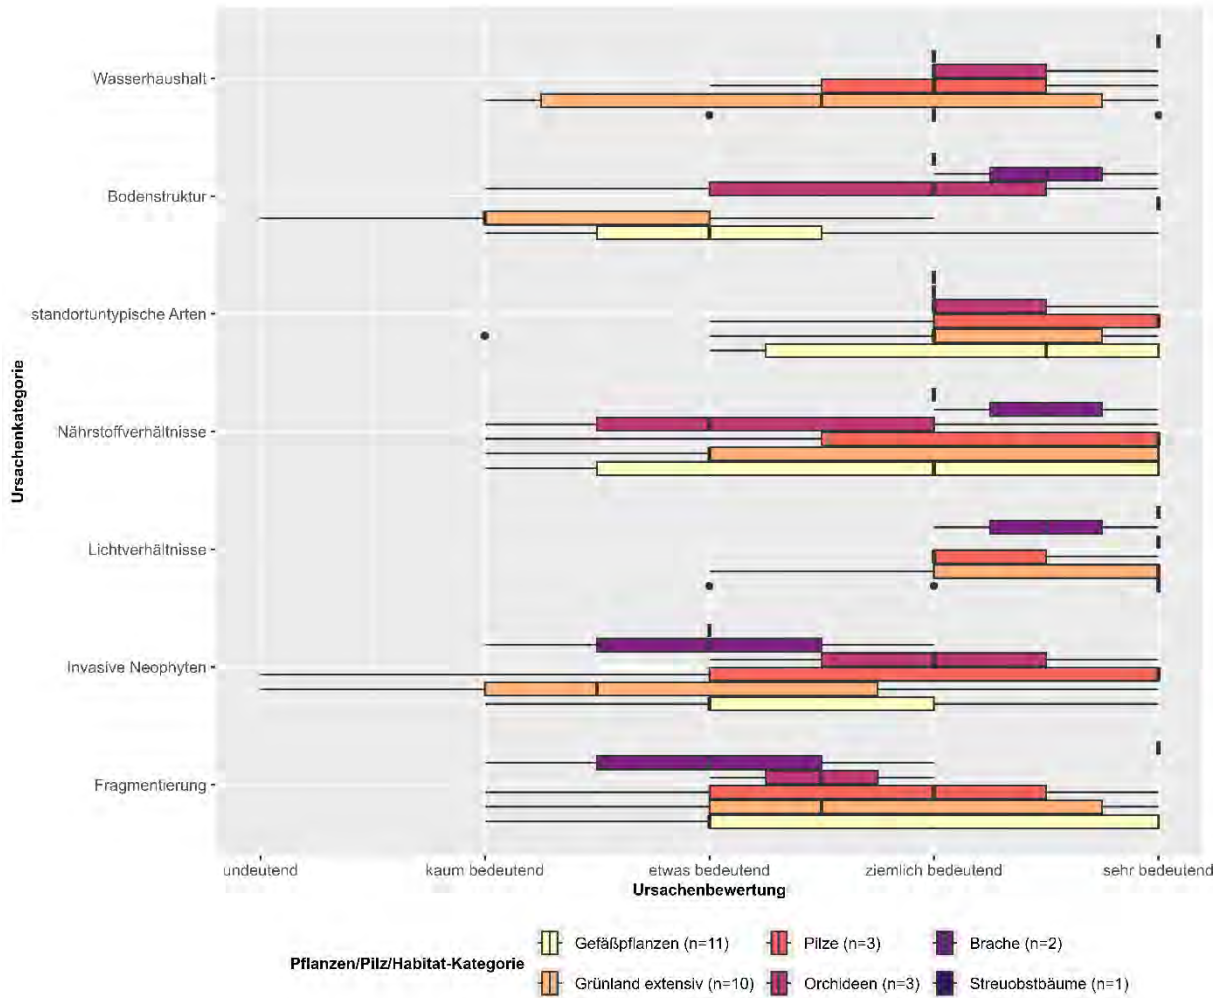 Ursachenkategorie
Wasserhaushalt
Bodenstruktur
standortuntypische Arten
Nährstoffverhältnisse
Lichtverhältnisse
Invasive Neophyten
Fragmentierung
undeutend kaum bedeutend etwas bedeutend ziemlich bedeutend sehr bedeutend
Ursachenbewertung
Pflanzen/Pilz/Habitat-Kategorie
Gefäßpflanzen (n=11) Pilze (n=3) Brache (n=2)
Grünland extensiv (n=10) Orchideen (n=3) Streuobstbäume (n=1)